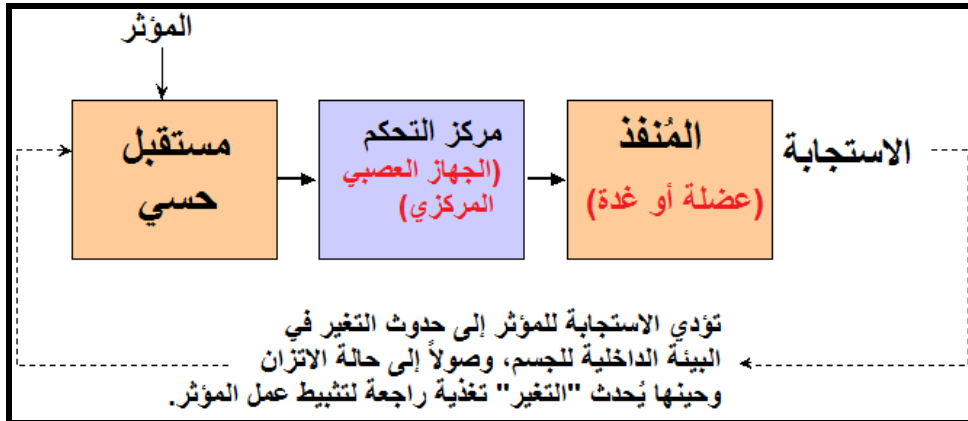 المؤثر
مستقبل
حسي
مركز التحكم
(الجهاز العصبي
المركزي)
المُنفذ
(عضلة أو غدة)
الاستجابة
تؤدي الاستجابة للمؤثر إلى حدوث التغير في
البيئة الداخلية للجسم، وصولاً إلى حالة الاتزان
وحينها يُحدث "التغير" تغذية راجعة لتثبيط عمل المؤثر.